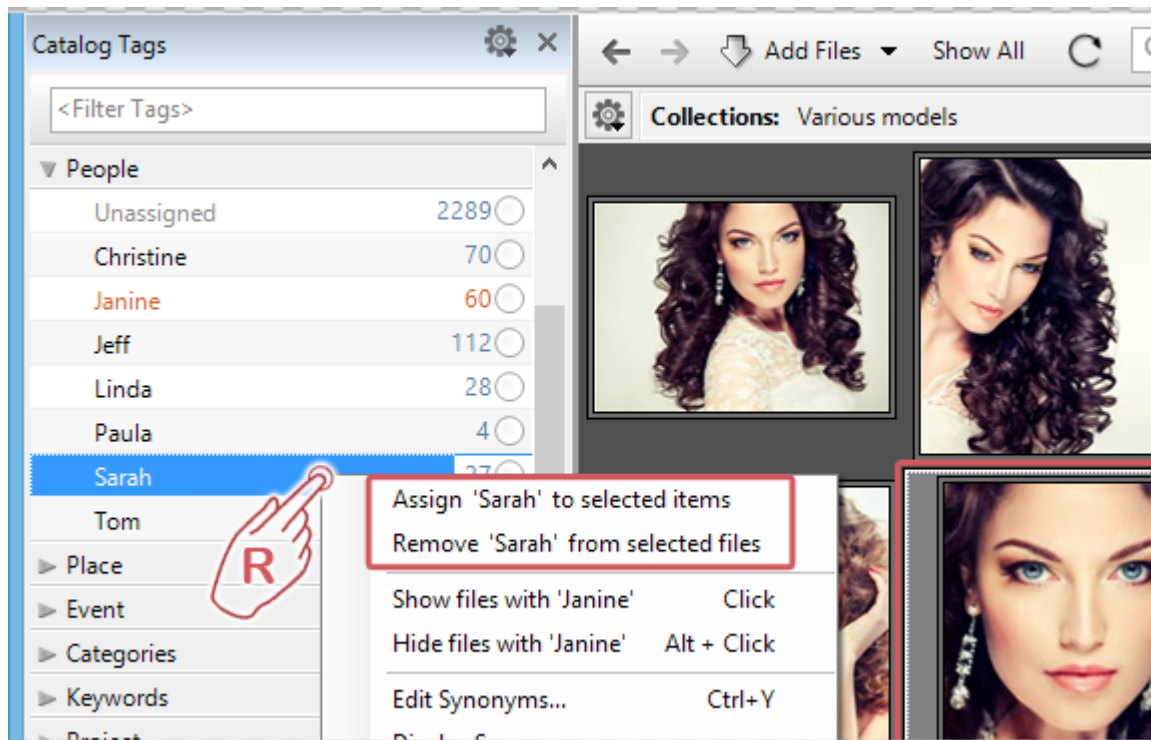 Catalog Tags
Add Files
Show All
<Filter Tags>
Collections: Various models
People
Unassigned 2289
Christine 70
Janine 60
Jeff 112
Linda 28
Paula 4
Sarah 27
Tom
R
Assign 'Sarah' to selected items
Remove 'Sarah' from selected files
Show files with 'Janine' Click
Hide files with 'Janine' Alt + Click
Edit Synonyms... Ctrl+Y
Place
Event
Categories
Keywords